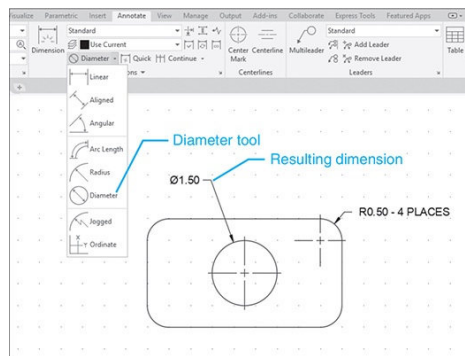 Visualize Parametric Insert Annotate View Manage Output Add-ins Collaborate Express Tools Featured Apps
Standard
Standard
Dimension
Use Current
Center Mark
Centerline
Multileader
Add Leader
Remove Leader
Table
Diameter Quick Continue
Centerlines
Leaders
Linear
Aligned
Angular
Arc Length
Radius
Diameter
Jogged
Ordinate
Diameter tool
Resulting dimension
Ø1.50
R0.50 - 4 PLACES